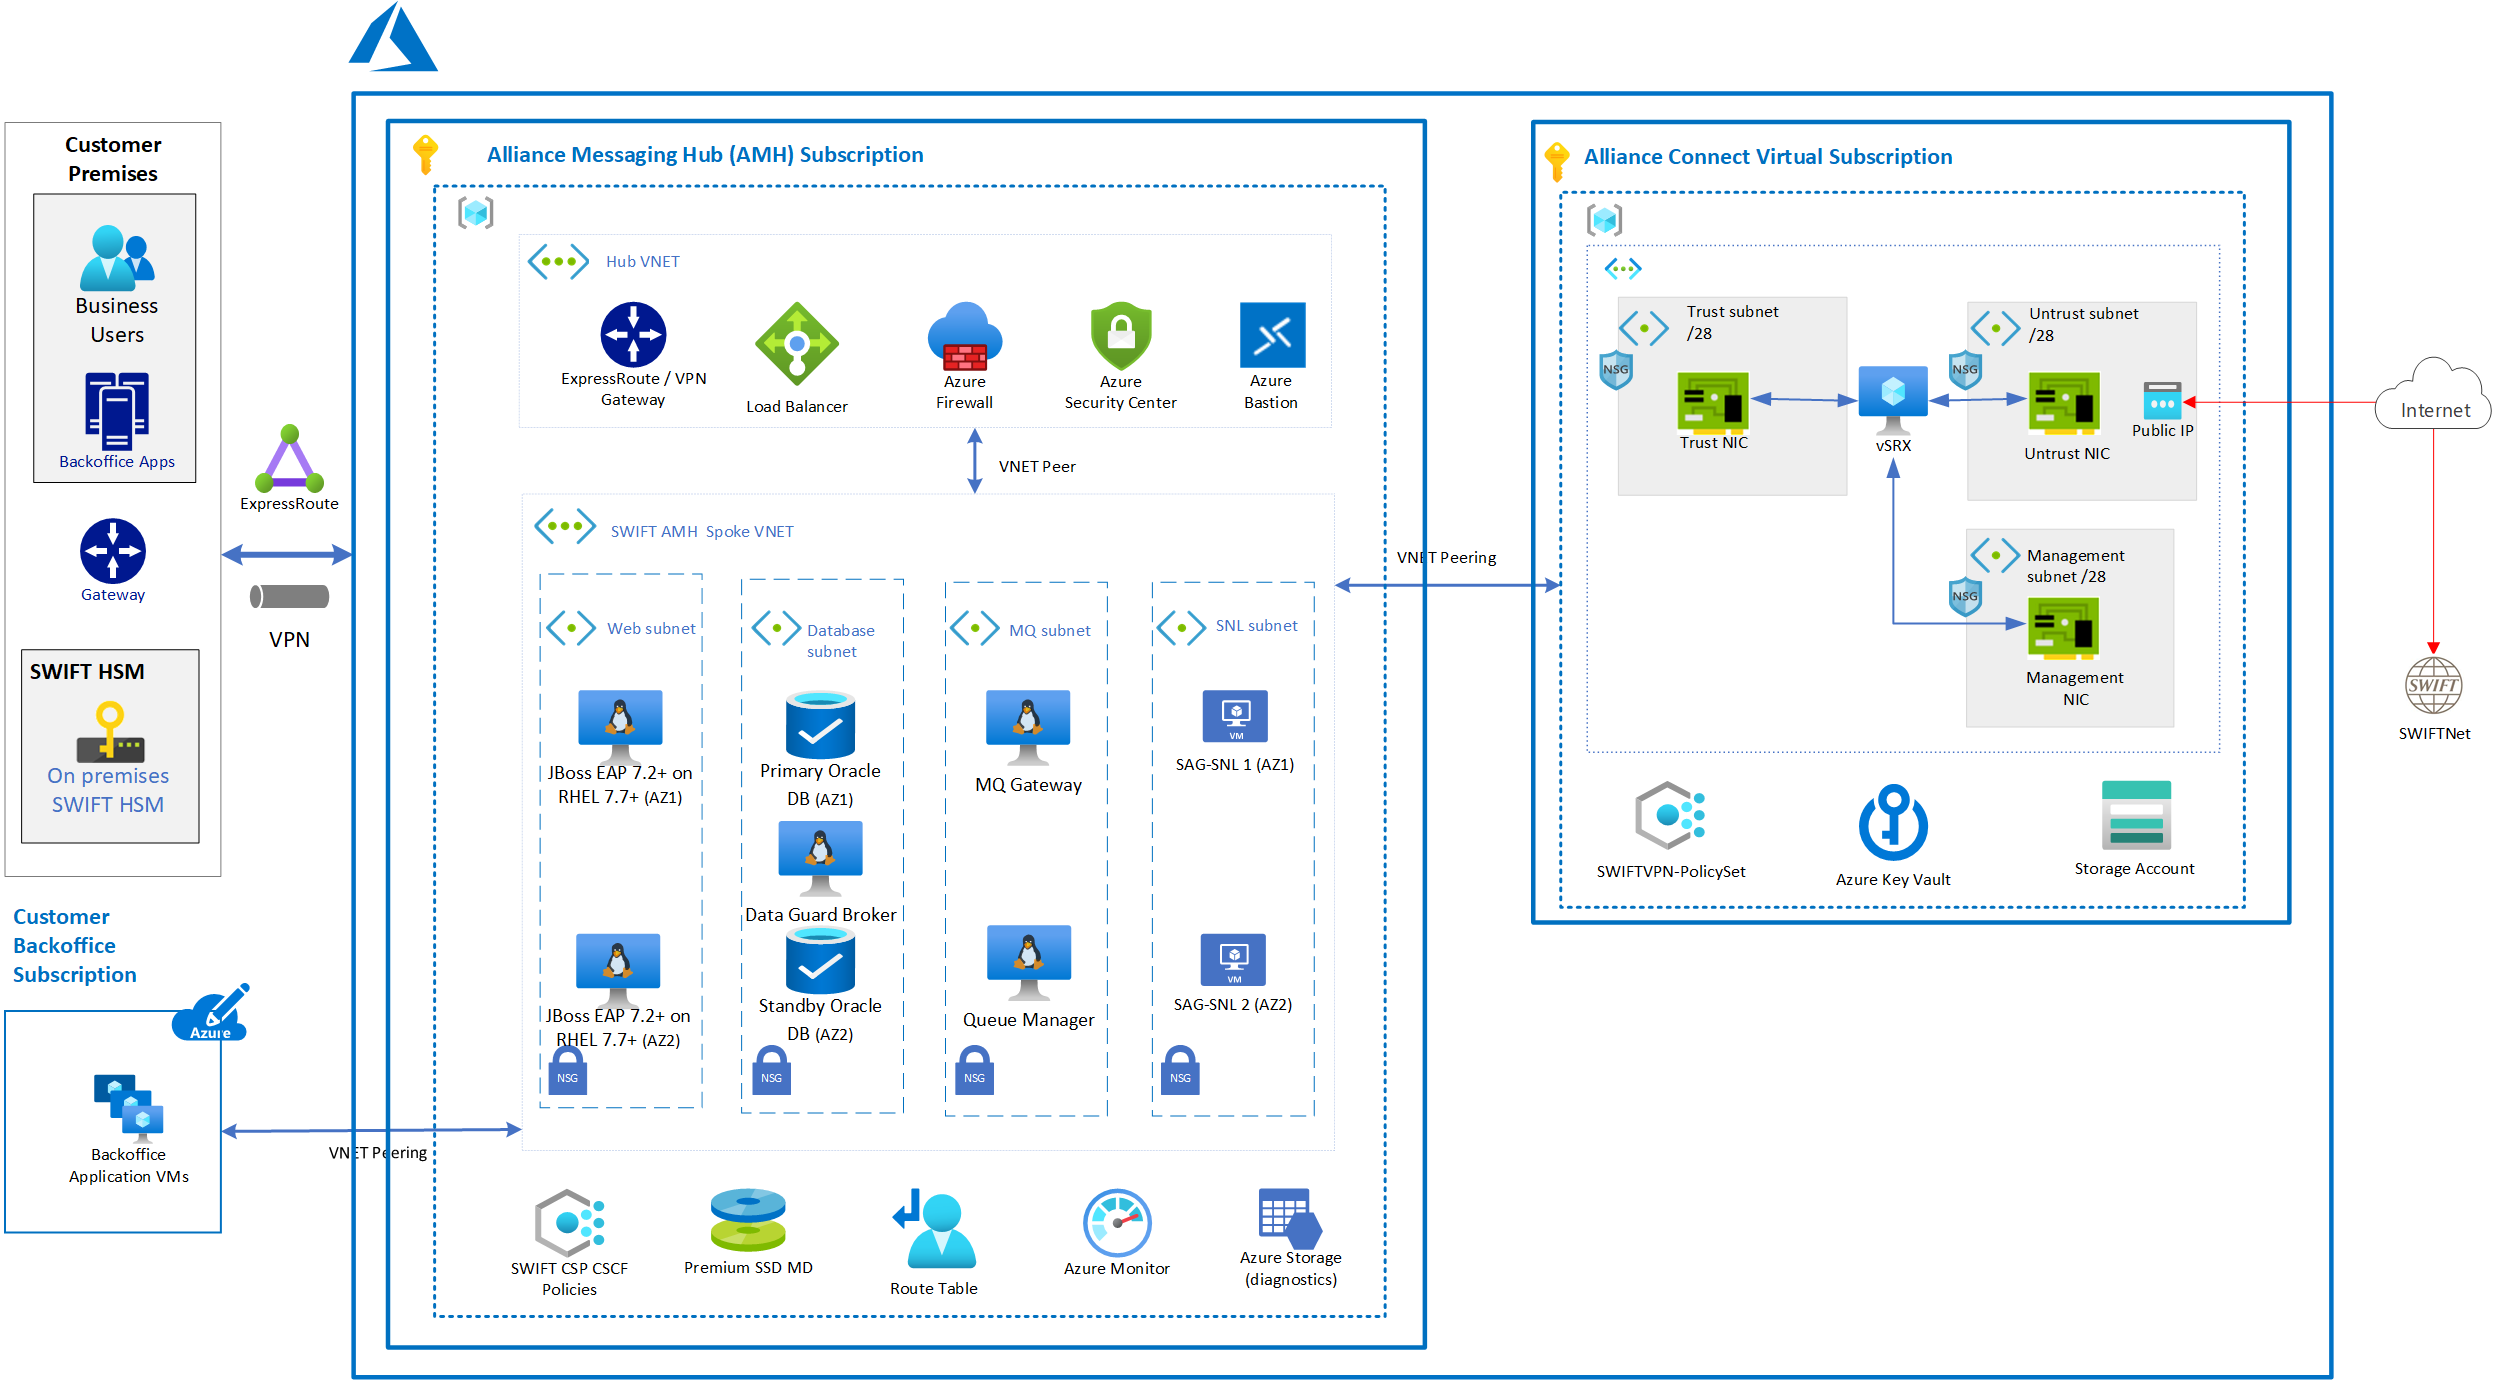 Customer
Premises
Business
Users
Backoffice Apps
Gateway
SWIFT HSM
On premises
SWIFT HSM
ExpressRoute
VPN
Customer
Backoffice
Subscription
Azure
Backoffice
Application VMs
VNET Peering
Alliance Messaging Hub (AMH) Subscription
Hub VNET
ExpressRoute / VPN
Gateway
Load Balancer
Azure
Firewall
Azure
Security Center
Azure
Bastion
VNET Peer
SWIFT AMH  Spoke VNET
Web subnet
JBoss EAP 7.2+ on
RHEL 7.7+ (AZ1)
JBoss EAP 7.2+ on
RHEL 7.7+ (AZ2)
NSG
Database
subnet
Primary Oracle
DB (AZ1)
Data Guard Broker
Standby Oracle
DB (AZ2)
NSG
MQ subnet
MQ Gateway
Queue Manager
NSG
SNL subnet
VM
SAG-SNL 1 (AZ1)
VM
SAG-SNL 2 (AZ2)
NSG
SWIFT CSP CSCF
Policies
Premium SSD MD
Route Table
Azure Monitor
Azure Storage
(diagnostics)
VNET Peering
Alliance Connect Virtual Subscription
Trust subnet
/28
NSG
Trust NIC
vSRX
Untrust subnet
/28
NSG
Untrust NIC
Public IP
Management
subnet /28
NSG
Management
NIC
SWIFTVPN-PolicySet
Azure Key Vault
Storage Account
Internet
SWIFT
SWIFTNet